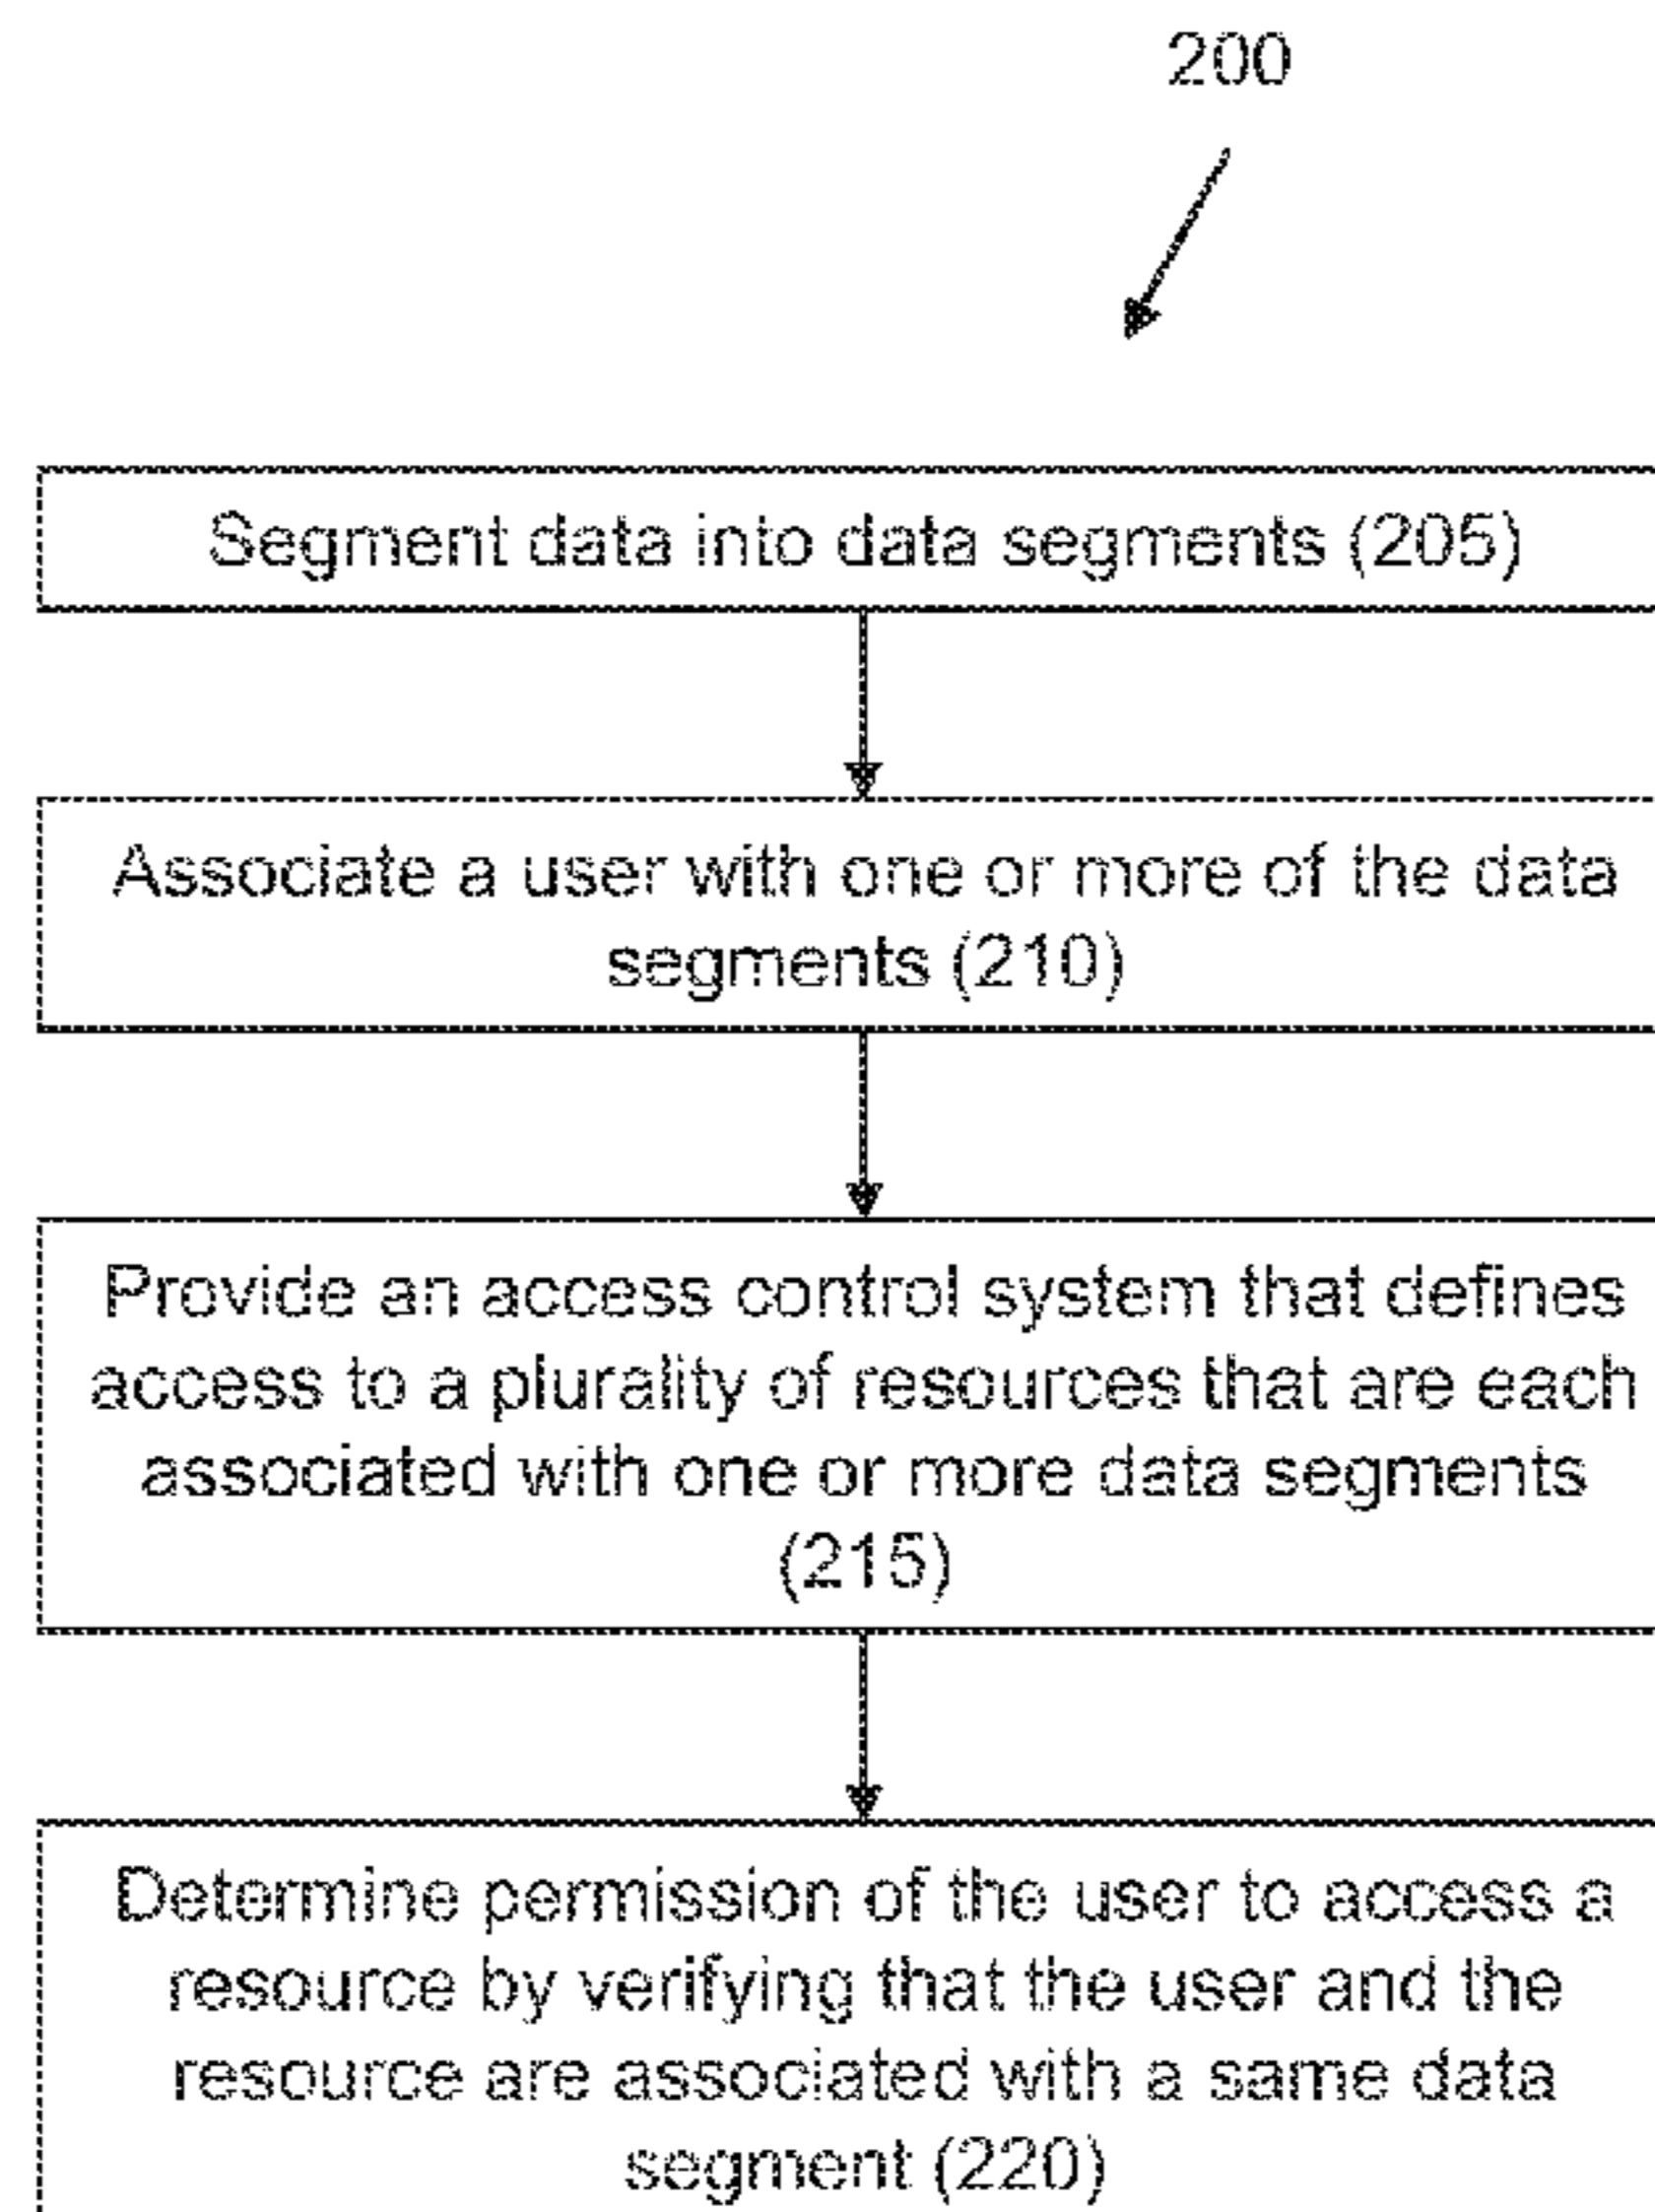 200
Segment data into data segments (205)
Associate a user with one or more of the data
segments (210)
Provide an access control system that defines
access to a plurality of resources that are each
associated with one or more data segments
(215)
Determine permission of the user to access a
resource by verifying that the user and the
resource are associated with a same data
segment (220)